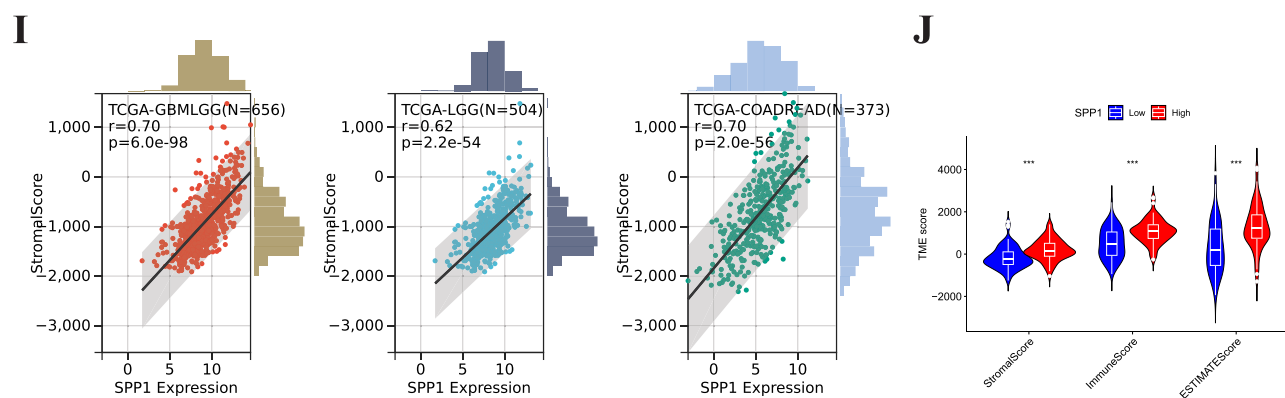 I
J
TCGA-GBMLGG(N=656)
r=0.70
p=6.0e-98
1,000
0
−1,000
−2,000
−3,000
StromalScore
0 5 10
SPP1 Expression
TCGA-LGG(N=504)
r=0.62
p=2.2e-54
1,000
0
−1,000
−2,000
−3,000
StromalScore
0 5 10
SPP1 Expression
TCGA-COADREAD(N=373)
r=0.70
p=2.0e-56
1,000
0
−1,000
−2,000
−3,000
StromalScore
0 5 10
SPP1 Expression
SPP1 Low High
*** *** ***
4000
2000
0
−2000
TME score
StromalScore
ImmuneScore
ESTIMATEScore